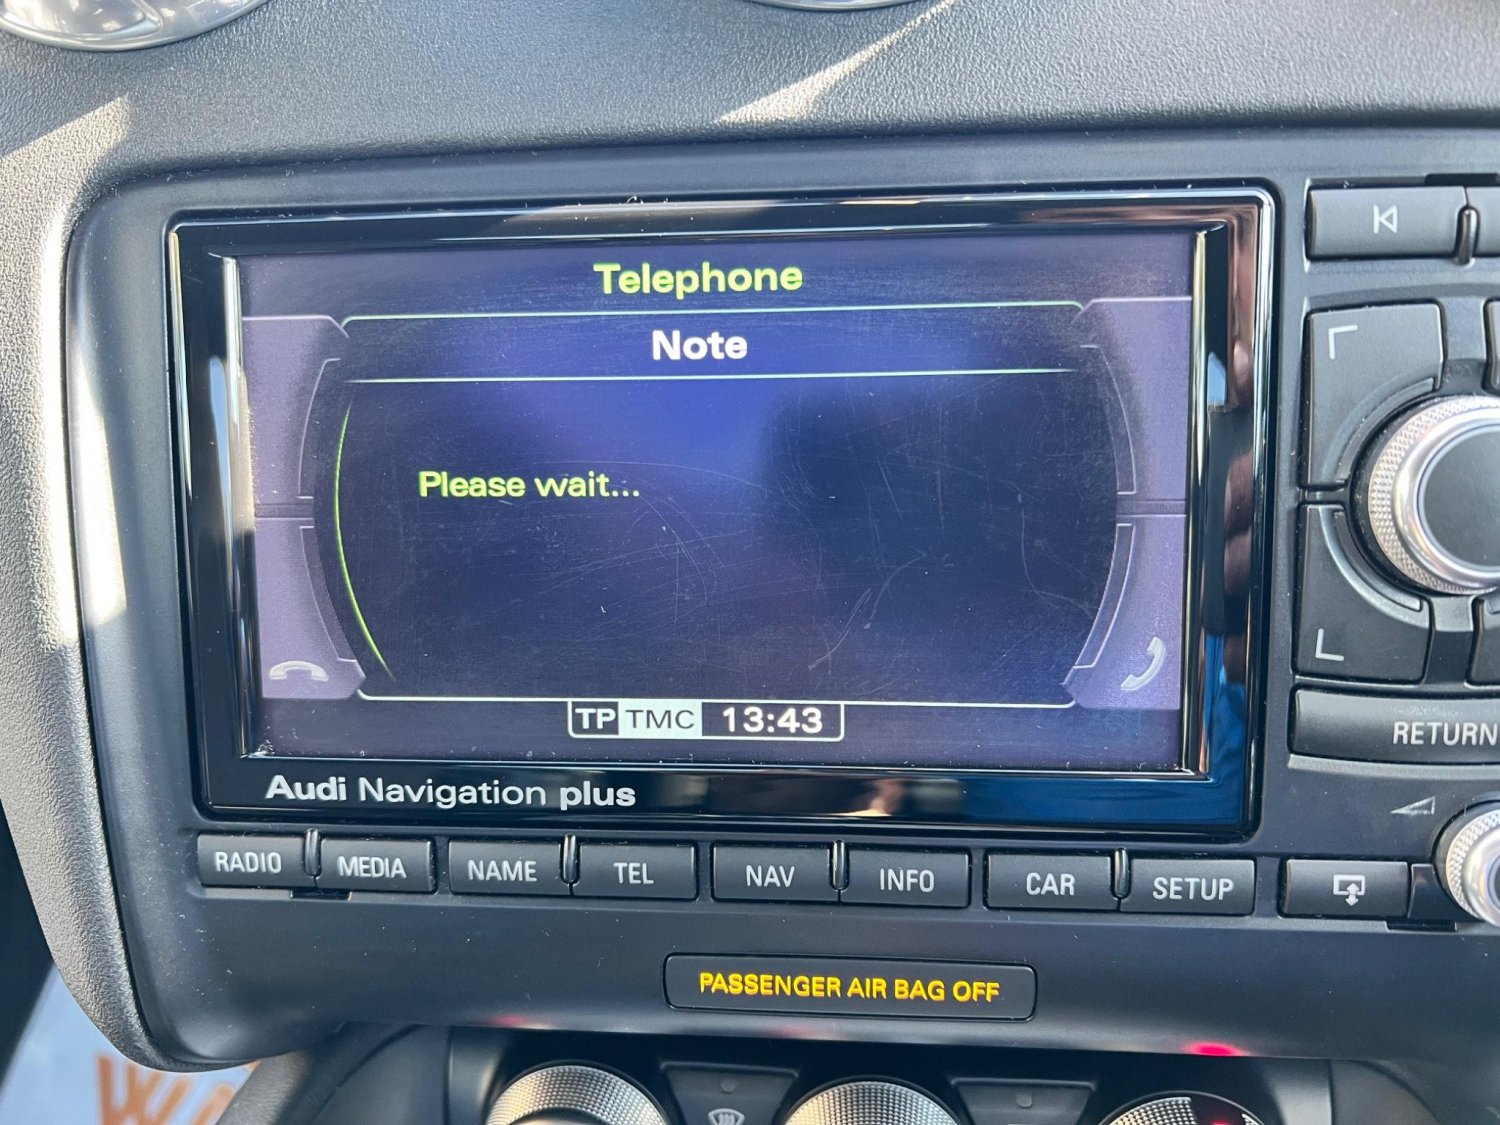 Telephone
Note
Please wait...
TP TMC 13:43
Audi Navigation plus
RETURN
RADIO MEDIA NAME TEL NAV INFO CAR SETUP
PASSENGER AIR BAG OFF